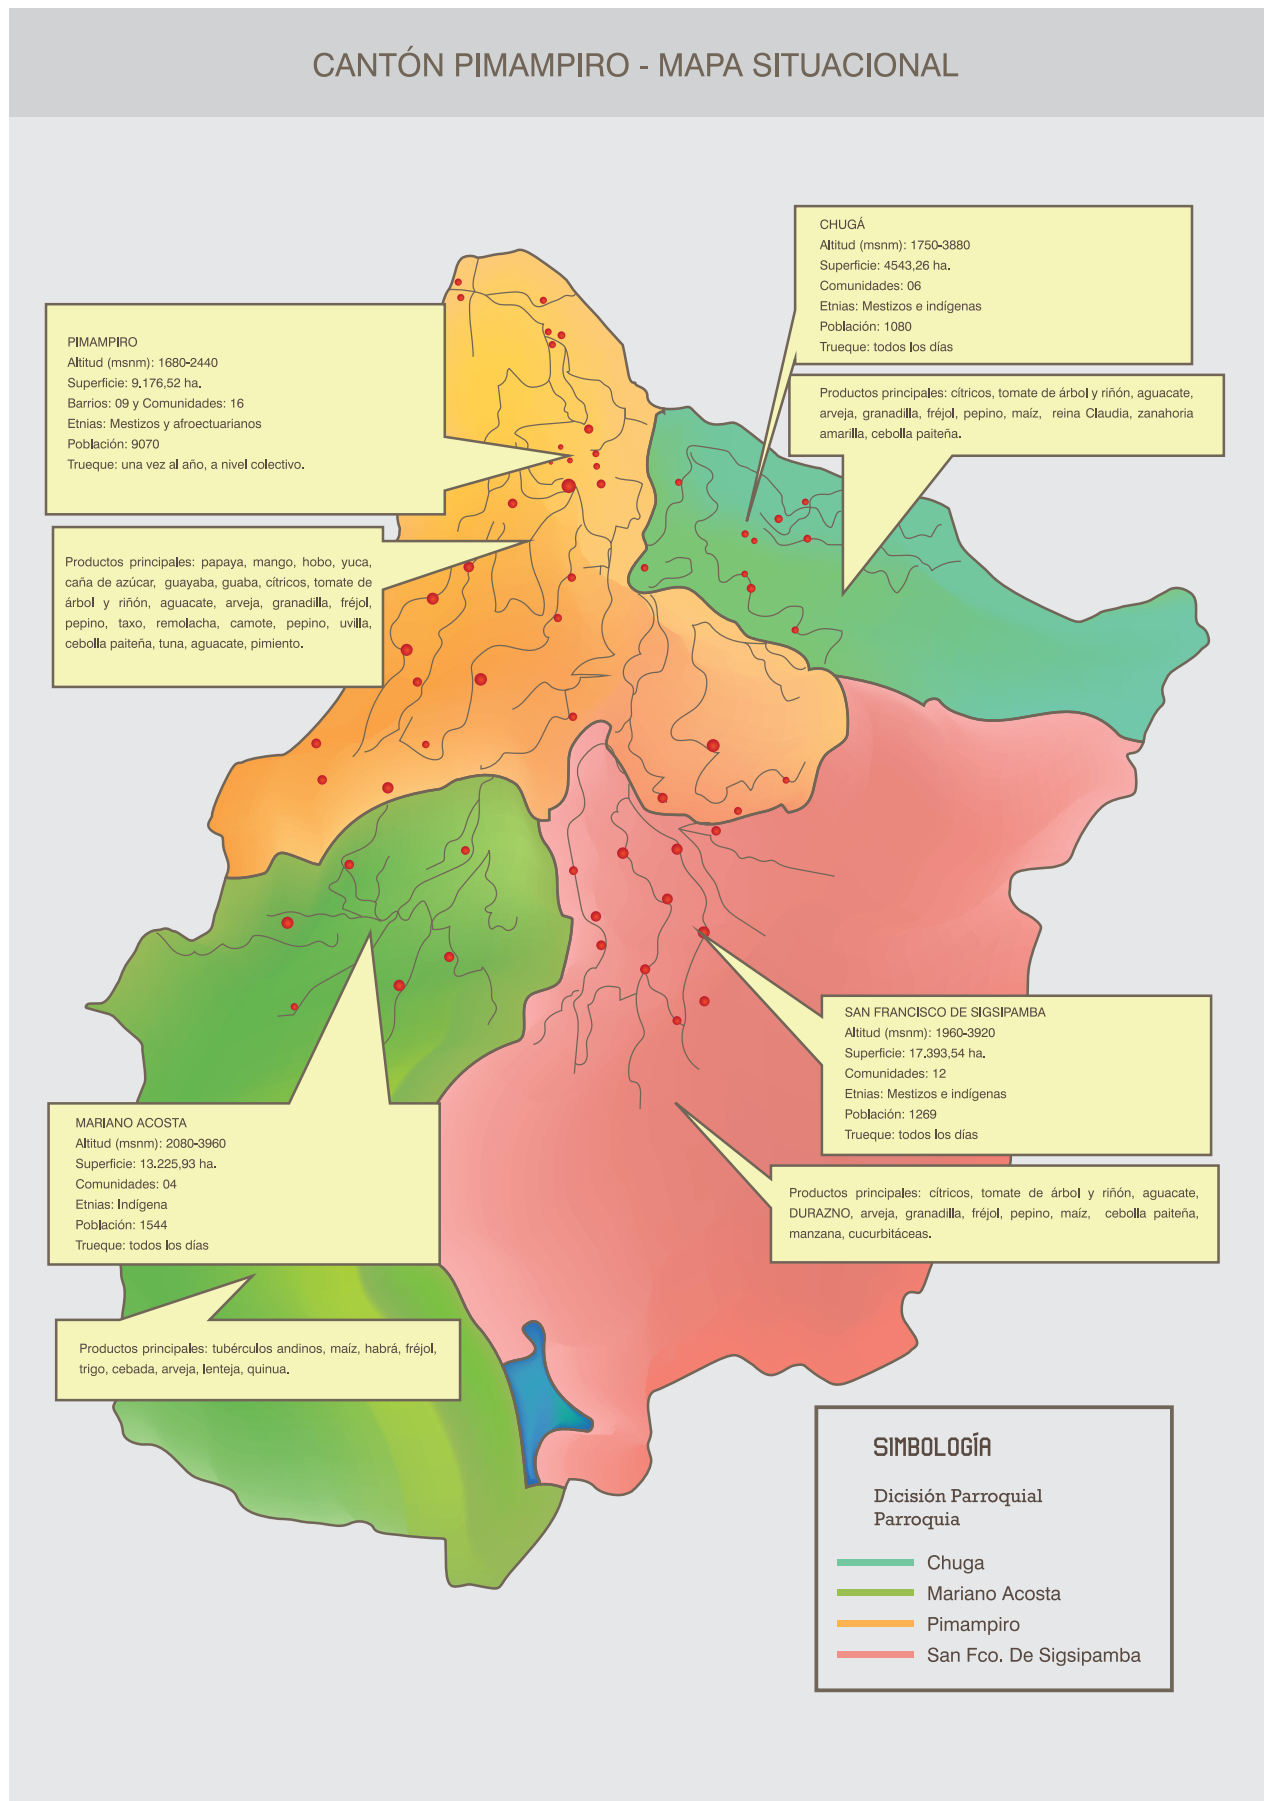 CANTÓN PIMAMPIRO - MAPA SITUACIONAL
CHUGÁ
Altitud (msnm): 1750-3880
Superficie: 4543,26 ha.
Comunidades: 06
Etnias: Mestizos e indígenas
Población: 1080
Trueque: todos los días
Productos principales: cítricos, tomate de árbol y riñón, aguacate,
arveja, granadilla, fréjol, pepino, maíz, reina Claudia, zanahoria
amarilla, cebolla paiteña.
PIMAMPIRO
Altitud (msnm): 1680-2440
Superficie: 9.176,52 ha.
Barrios: 09 y Comunidades: 16
Etnias: Mestizos y afroectuarianos
Población: 9070
Trueque: una vez al año, a nivel colectivo.
Productos principales: papaya, mango, hobo, yuca,
caña de azúcar, guayaba, guaba, cítricos, tomate de
árbol y riñón, aguacate, arveja, granadilla, fréjol,
pepino, taxo, remolacha, camote, pepino, uvilla,
cebolla paiteña, tuna, aguacate, pimiento.
SAN FRANCISCO DE SIGSIPAMBA
Altitud (msnm): 1960-3920
Superficie: 17.393,54 ha.
Comunidades: 12
Etnias: Mestizos e indígenas
Población: 1269
Trueque: todos los días
Productos principales: cítricos, tomate de árbol y riñón, aguacate,
DURAZNO, arveja, granadilla, fréjol, pepino, maíz, cebolla paiteña,
manzana, cucurbitáceas.
MARIANO ACOSTA
Altitud (msnm): 2080-3960
Superficie: 13.225,93 ha.
Comunidades: 04
Etnias: Indígena
Población: 1544
Trueque: todos los días
Productos principales: tubérculos andinos, maíz, habrá, fréjol,
trigo, cebada, arveja, lenteja, quinua.
SIMBOLOGÍA
Dicisión Parroquial
Parroquia
Chuga
Mariano Acosta
Pimampiro
San Fco. De Sigsipamba